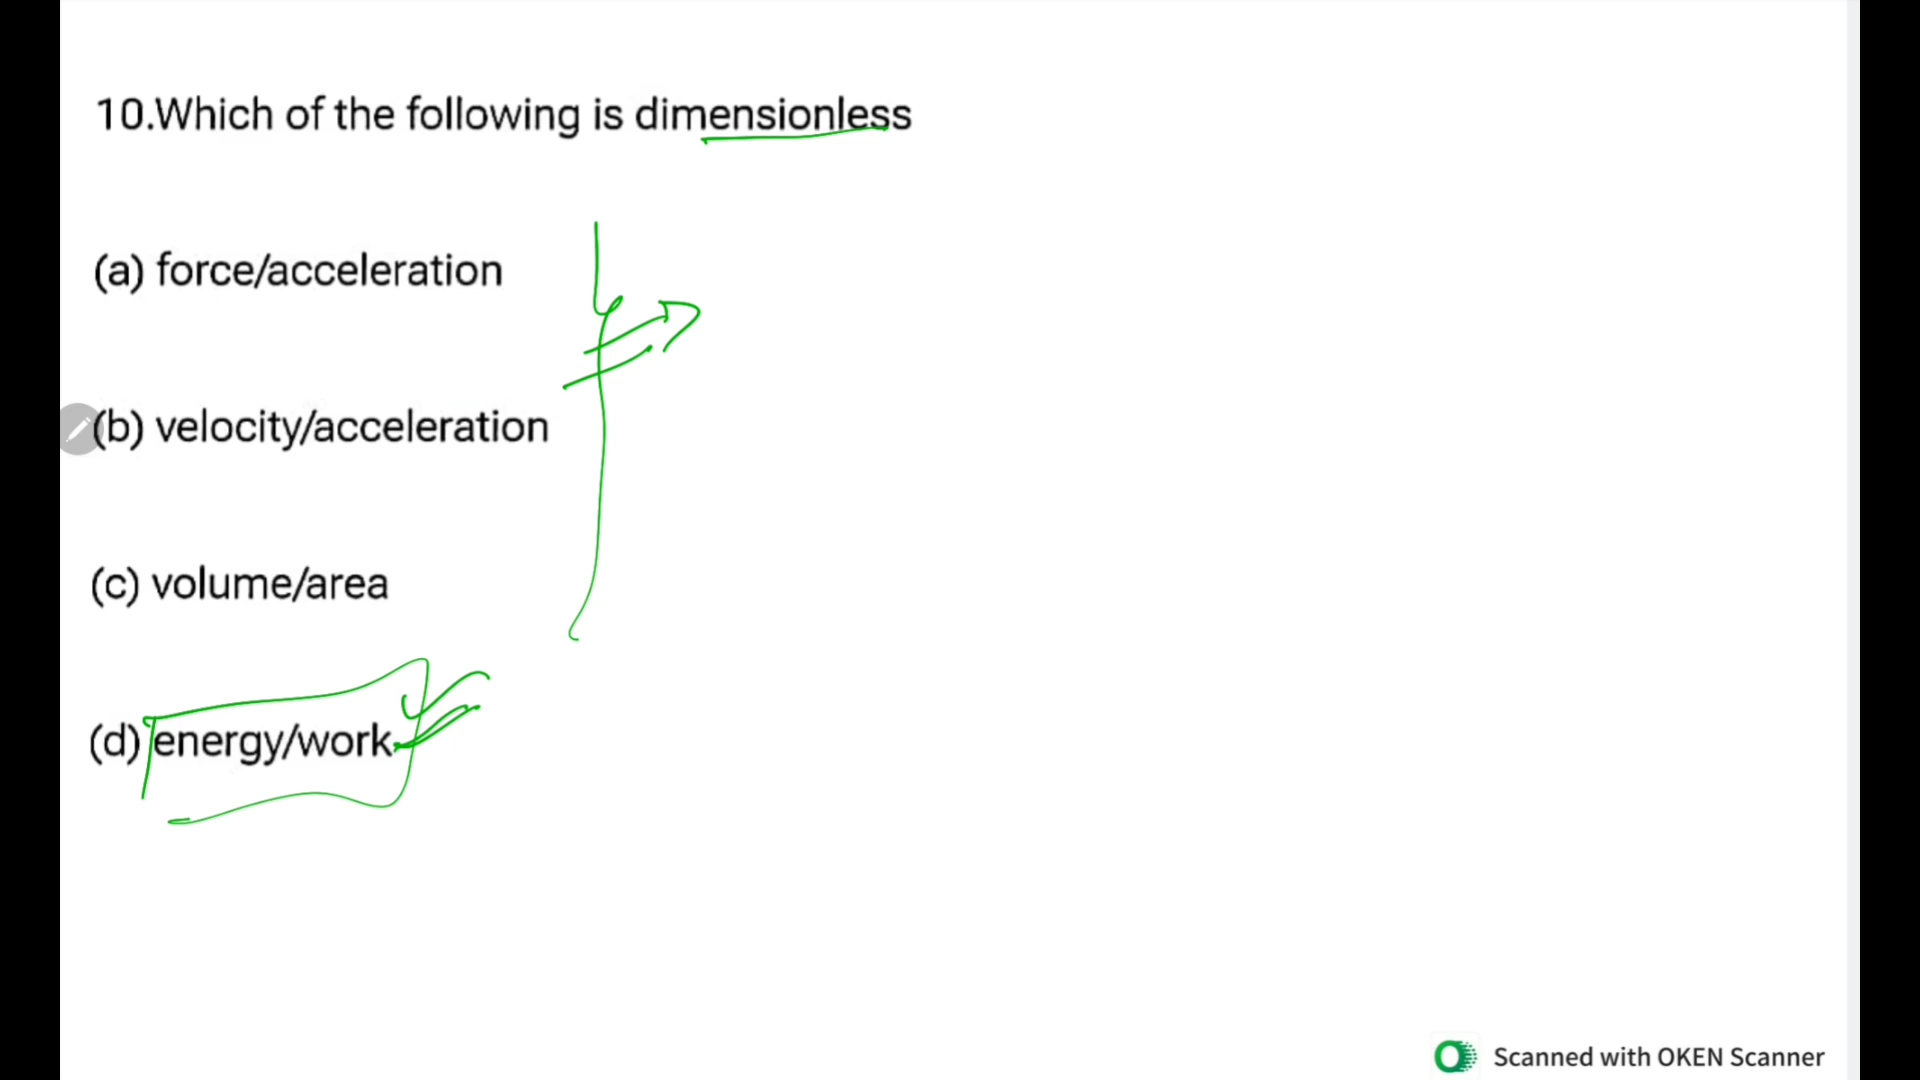 10.Which of the following is dimensionless
(a) force/acceleration
(b) velocity/acceleration
(c) volume/area
(d) energy/work
Scanned with OKEN Scanner